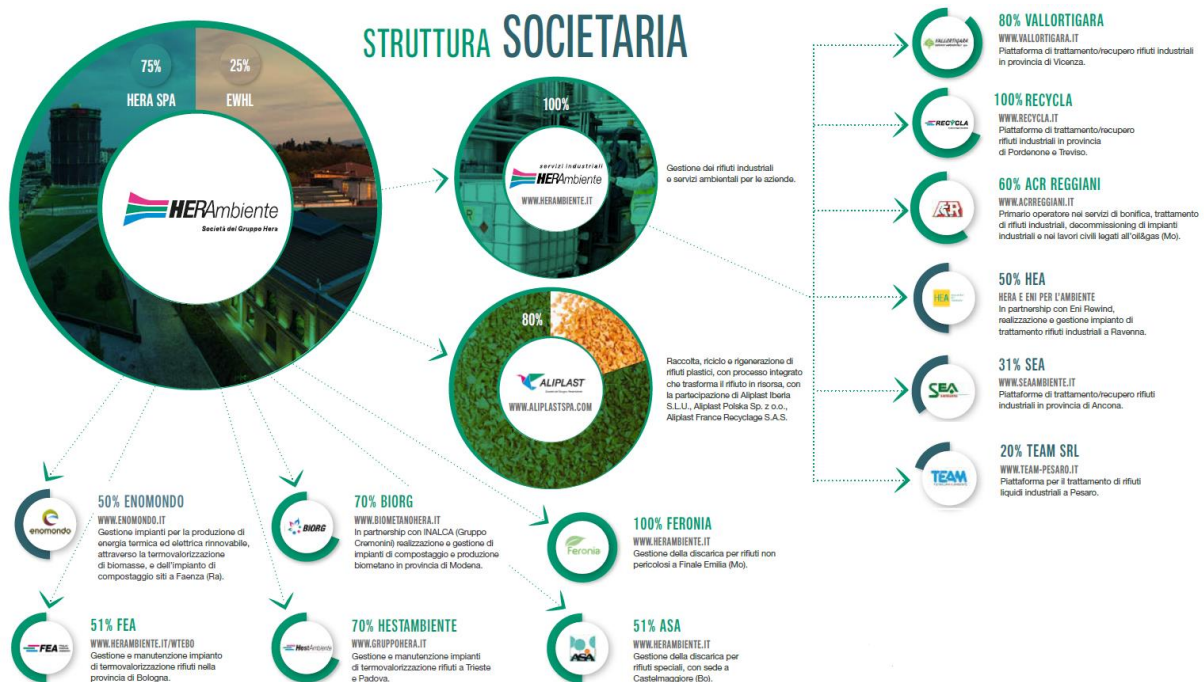 STRUTTURA SOCIETARIA
75%
HERA SPA
25%
EWHL
HERAmbiente
Società del Gruppo Hera
100%
servizi industriali
HERAmbiente
WWW.HERAMBIENTE.IT
Gestione dei rifiuti industriali
e servizi ambientali per le aziende.
80%
ALIPLAST
WWW.ALIPLASTSPA.COM
Raccolta, riciclo e rigenerazione di
rifiuti plastici, con processo integrato
che trasforma il rifiuto in risorsa, con
la partecipazione di Aliplast Iberia
S.L.U., Aliplast Polska Sp. z o.o.,
Aliplast France Recyclage S.A.S.
VALLORTIGARA
80% VALLORTIGARA
WWW.VALLORTIGARA.IT
Piattaforma di trattamento/recupero rifiuti industriali
in provincia di Vicenza.
RECYCLA
100% RECYCLA
WWW.RECYCLA.IT
Piattaforme di trattamento/recupero
rifiuti industriali in provincia
di Pordenone e Treviso.
60% ACR REGGIANI
WWW.ACRREGGIANI.IT
Primario operatore nei servizi di bonifica, trattamento
di rifiuti industriali, decommissioning di impianti
industriali e nei lavori civili legati all'oil&gas (Mo).
HEA
50% HEA
HERA E ENI PER L'AMBIENTE
In partnership con Eni Rewind,
realizzazione e gestione impianto di
trattamento rifiuti industriali a Ravenna.
SEA
31% SEA
WWW.SEAAMBIENTE.IT
Piattaforme di trattamento/recupero rifiuti
industriali in provincia di Ancona.
TEAM
20% TEAM SRL
WWW.TEAM-PESARO.IT
Piattaforma per il trattamento di rifiuti
liquidi industriali a Pesaro.
enomondo
50% ENOMONDO
WWW.ENOMONDO.IT
Gestione impianti per la produzione di
energia termica ed elettrica rinnovabile,
attraverso la termovalorizzazione
di biomasse, e dell'impianto di
compostaggio siti a Faenza (Ra).
BIORG
70% BIORG
WWW.BIOMETANOHERA.IT
In partnership con INALCA (Gruppo
Cremonini) realizzazione e gestione di
impianti di compostaggio e produzione
biometano in provincia di Modena.
Feronia
100% FERONIA
WWW.HERAMBIENTE.IT
Gestione della discarica per rifiuti non
pericolosi a Finale Emilia (Mo).
FEA
51% FEA
WWW.HERAMBIENTE.IT/WTEBO
Gestione e manutenzione impianto
di termovalorizzazione rifiuti nella
provincia di Bologna.
HestAmbiente
70% HESTAMBIENTE
WWW.GRUPPOHERA.IT
Gestione e manutenzione impianti
di termovalorizzazione rifiuti a Trieste
e Padova.
ASA
51% ASA
WWW.HERAMBIENTE.IT
Gestione della discarica per
rifiuti speciali, con sede a
Castelmaggiore (Bo).